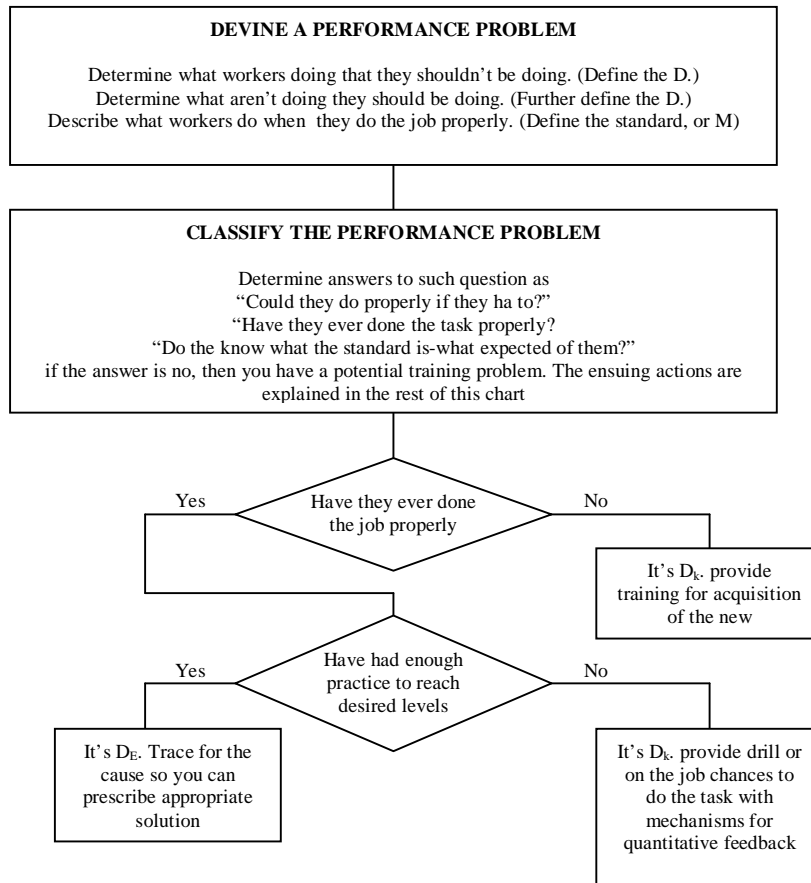 DEVINE A PERFORMANCE PROBLEM
Determine what workers doing that they shouldn't be doing. (Define the D.)
Determine what aren't doing they should be doing. (Further define the D.)
Describe what workers do when they do the job properly. (Define the standard, or M)
CLASSIFY THE PERFORMANCE PROBLEM
Determine answers to such question as
“Could they do properly if they ha to?”
“Have they ever done the task properly?
“Do the know what the standard is-what expected of them?”
if the answer is no, then you have a potential training problem. The ensuing actions are
explained in the rest of this chart
Yes
Have they ever done
the job properly
No
It's Dk. provide
training for acquisition
of the new
Yes
Have had enough
practice to reach
desired levels
No
It's DE. Trace for the
cause so you can
prescribe appropriate
solution
It's Dk. provide drill or
on the job chances to
do the task with
mechanisms for
quantitative feedback